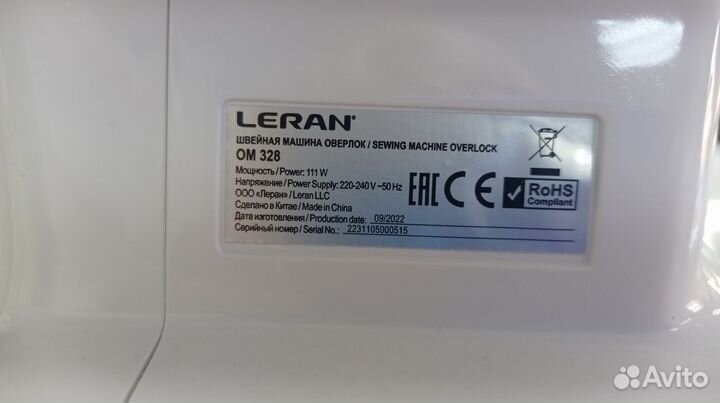 LERAN
ШВЕЙНАЯ МАШИНА ОВЕРЛОК / SEWING MACHINE OVERLOCK
OM 328
Мощность / Power: 111 W
Напряжение / Power Supply: 220-240 V ~50 Hz
ООО «Леран» / Leran LLC
Сделано в Китае / Made in China
Дата изготовления / Production date: 09/2022
Серийный номер / Serial No.: 2231105000515
EAC CE RoHS
Compliant
Avito